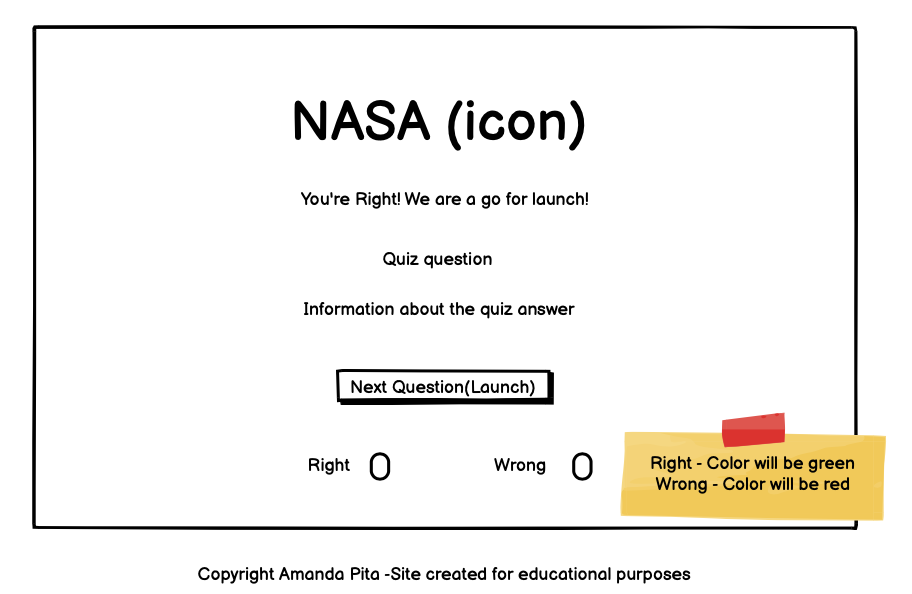 NASA (icon)
You're Right! We are a go for launch!
Quiz question
Information about the quiz answer
Next Question(Launch)
Right 0 Wrong 0
Right - Color will be green
Wrong - Color will be red
Copyright Amanda Pita -Site created for educational purposes